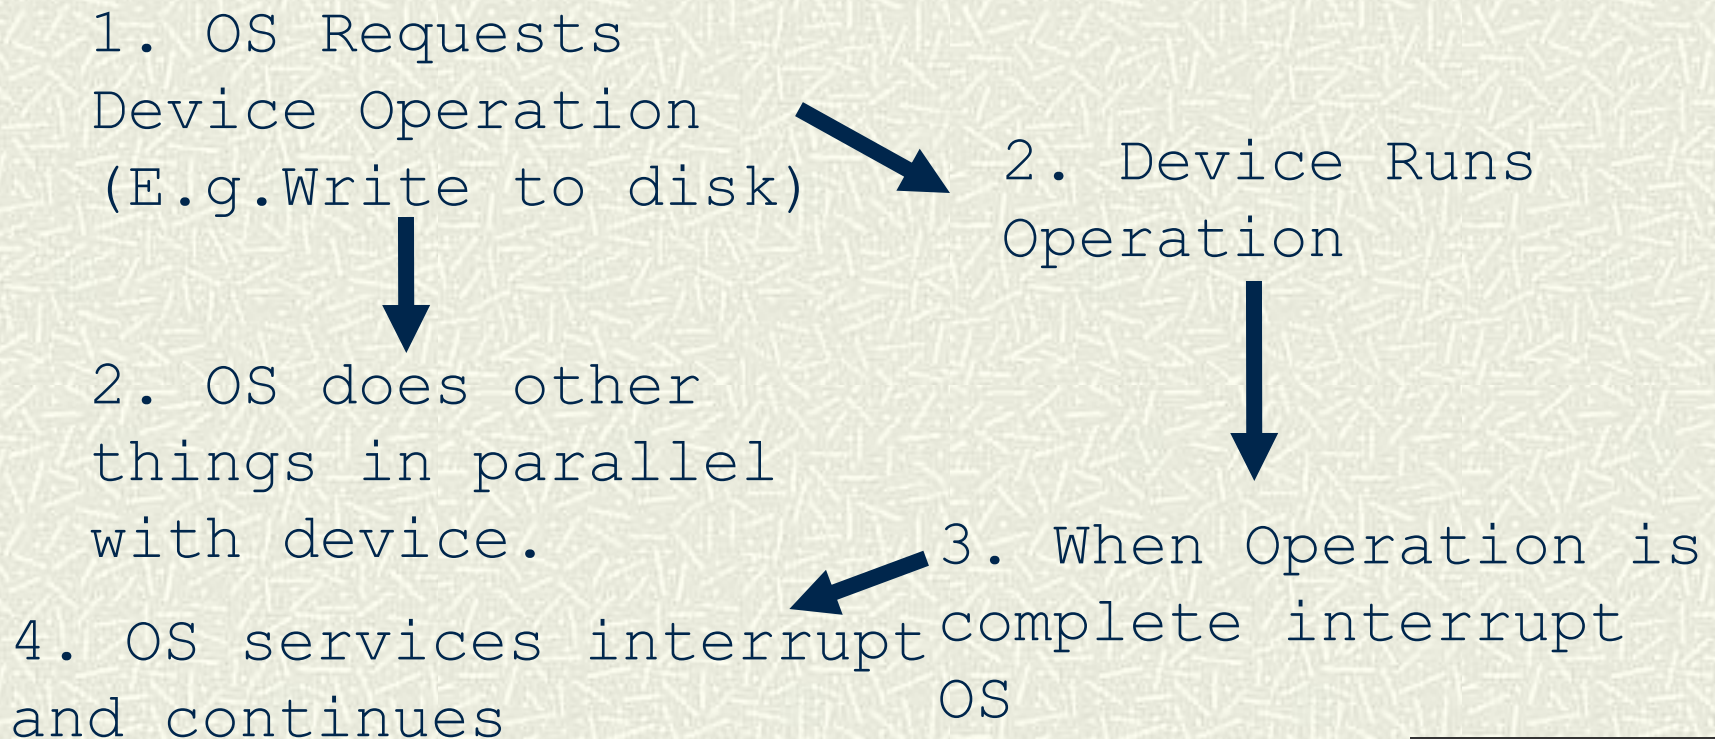 1. OS Requests
Device Operation
(E.g.Write to disk)
2. Device Runs
Operation
2. OS does other
things in parallel
with device.
3. When Operation is
complete interrupt
OS
4. OS services interrupt
and continues